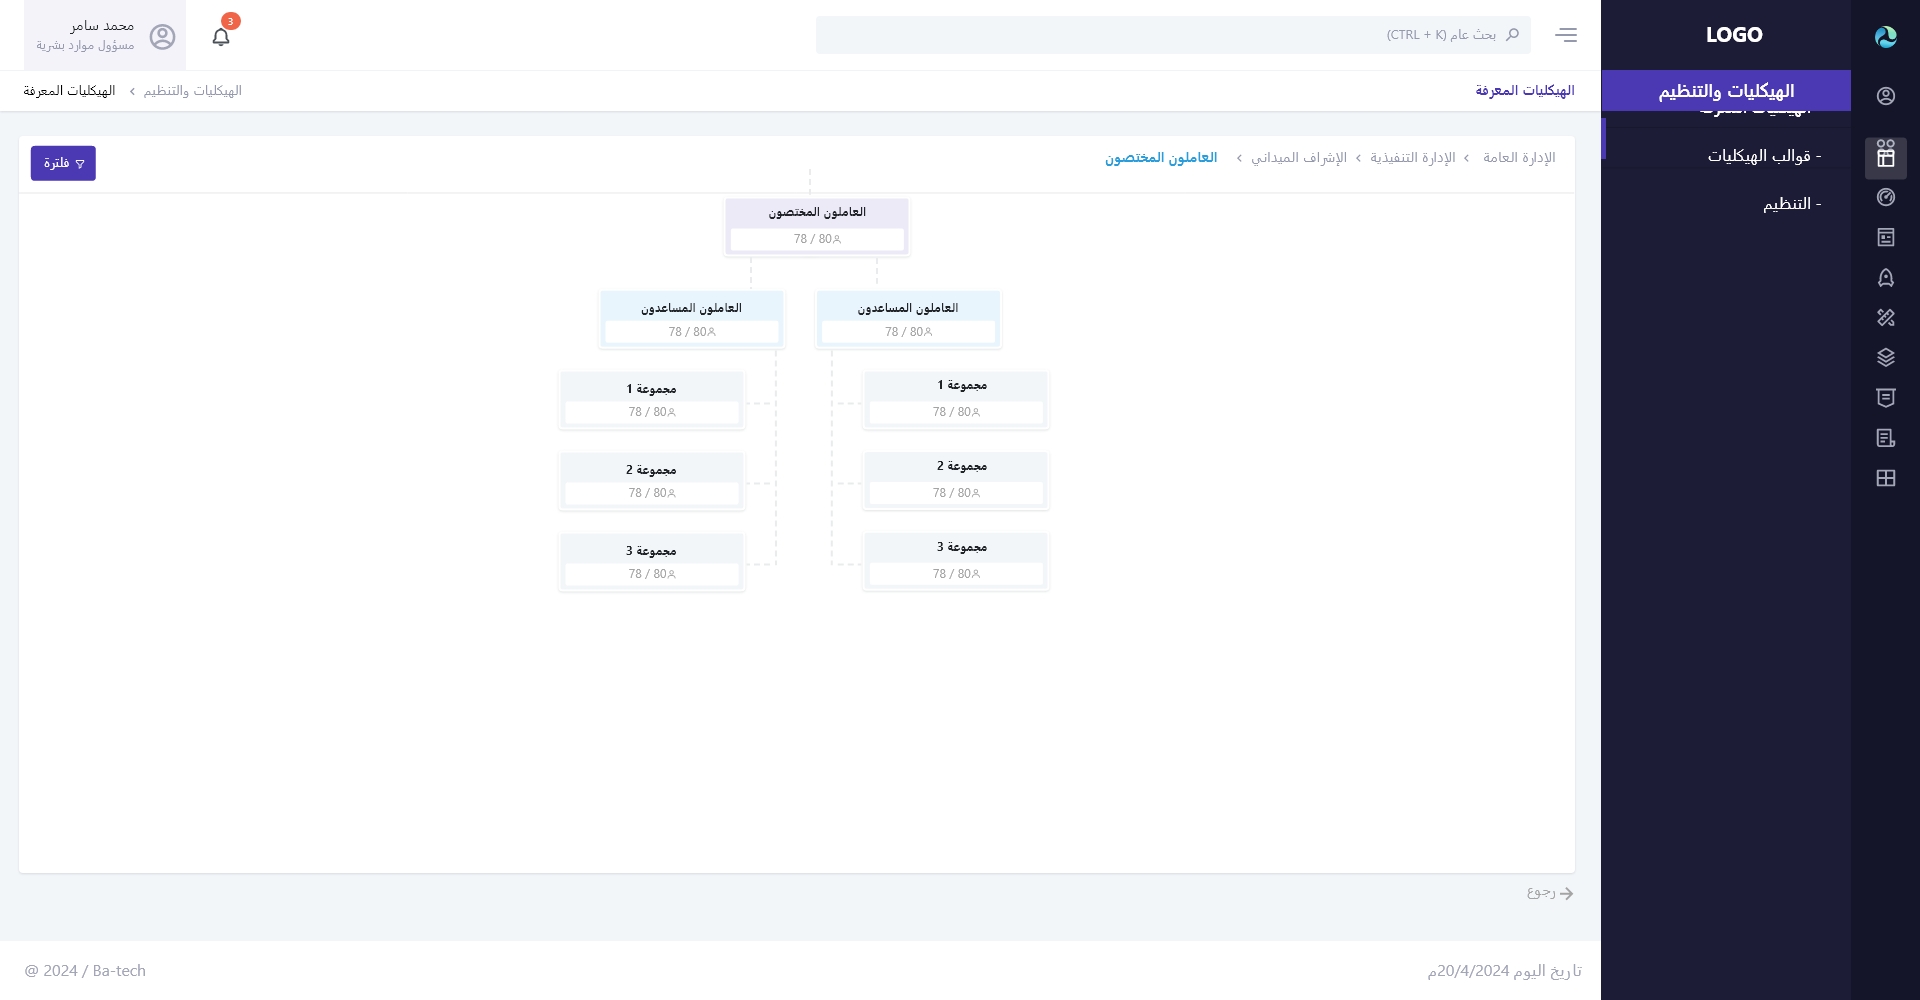 LOGO
الهيكليات والتنظيم
- قوالب الهيكليات
- التنظيم
بحث عام (CTRL + K)
3
محمد سامر
مسؤول موارد بشرية
الهيكليات المعرفة
الهيكليات والتنظيم › الهيكليات المعرفة
الإدارة العامة › الإدارة التنفيذية › الإشراف الميداني › العاملون المختصون
فلترة
العاملون المختصون
78 / 80
العاملون المساعدون
78 / 80
العاملون المساعدون
78 / 80
مجموعة 1
78 / 80
مجموعة 1
78 / 80
مجموعة 2
78 / 80
مجموعة 2
78 / 80
مجموعة 3
78 / 80
مجموعة 3
78 / 80
رجوع
تاريخ اليوم 20/4/2024م
@ 2024 / Ba-tech